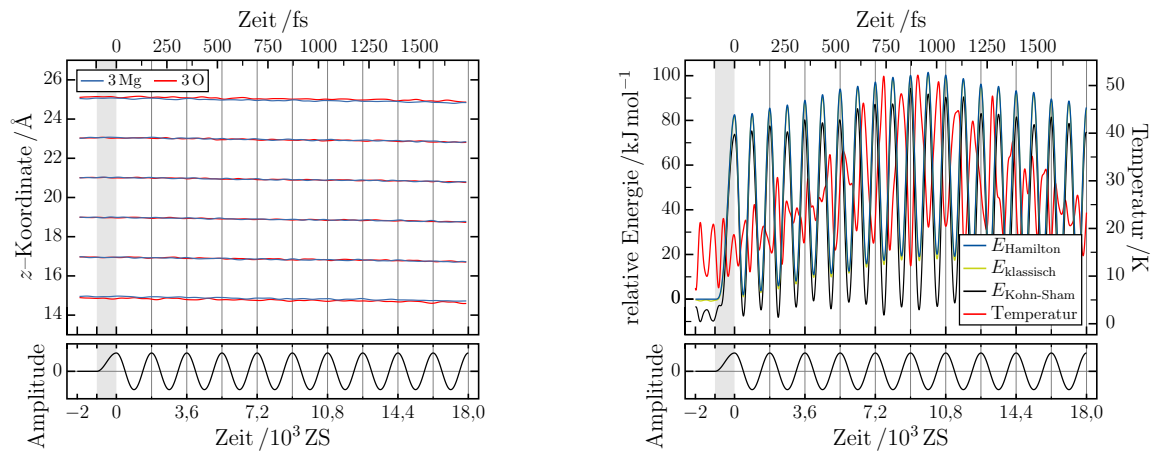 Zeit /fs
0 250 500 750 1000 1250 1500
26
24
22
20
18
16
14
z–Koordinate /Å
3 Mg 3 O
Amplitude
0
−2 0 3,6 7,2 10,8 14,4 18,0
Zeit /10³ ZS
Zeit /fs
0 250 500 750 1000 1250 1500
100
80
60
40
20
0
relative Energie /kJ mol⁻¹
50
40
30
20
10
0
Temperatur /K
E_Hamilton
E_klassisch
E_Kohn-Sham
Temperatur
Amplitude
0
−2 0 3,6 7,2 10,8 14,4 18,0
Zeit /10³ ZS